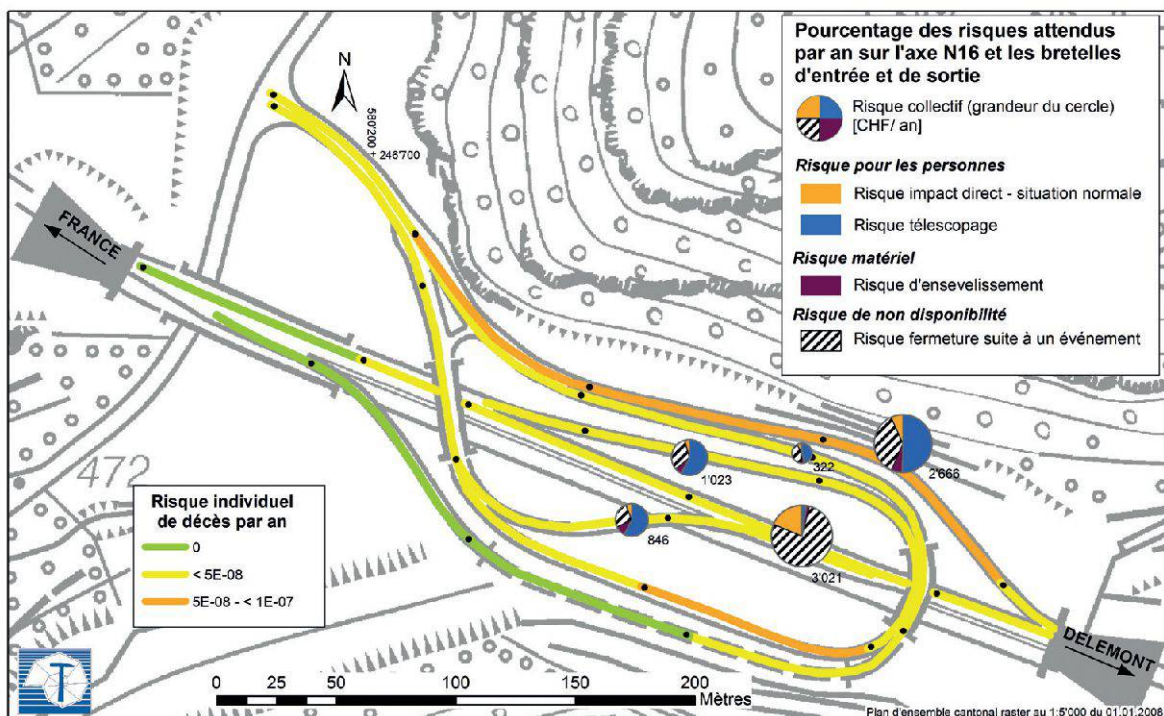 Pourcentage des risques attendus
par an sur l'axe N16 et les bretelles
d'entrée et de sortie
Risque collectif (grandeur du cercle)
[CHF/ an]
Risque pour les personnes
Risque impact direct - situation normale
Risque télescopage
Risque matériel
Risque d'ensevelissement
Risque de non disponibilité
Risque fermeture suite à un événement
N
580'200
+ 246'700
FRANCE
472
1'023
322
2'666
846
3'021
DELEMONT
Risque individuel
de décès par an
0
< 5E-08
5E-08 - < 1E-07
T
0 25 50 100 150 200
Mètres
Plan d'ensemble cantonal raster au 1:5'000 du 01.01.2008